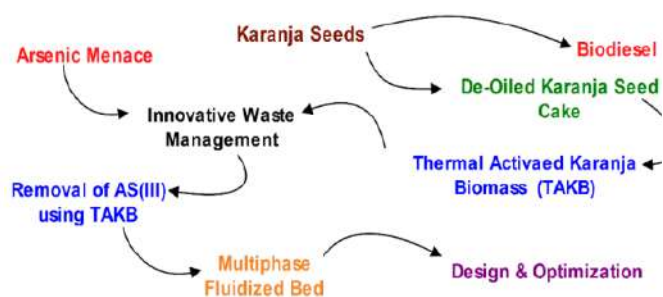 Karanja Seeds
Biodiesel
Arsenic Menace
De-Oiled Karanja Seed
Cake
Innovative Waste
Management
Thermal Activaed Karanja
Biomass (TAKB)
Removal of AS(III)
using TAKB
Multiphase
Fluidized Bed
Design & Optimization